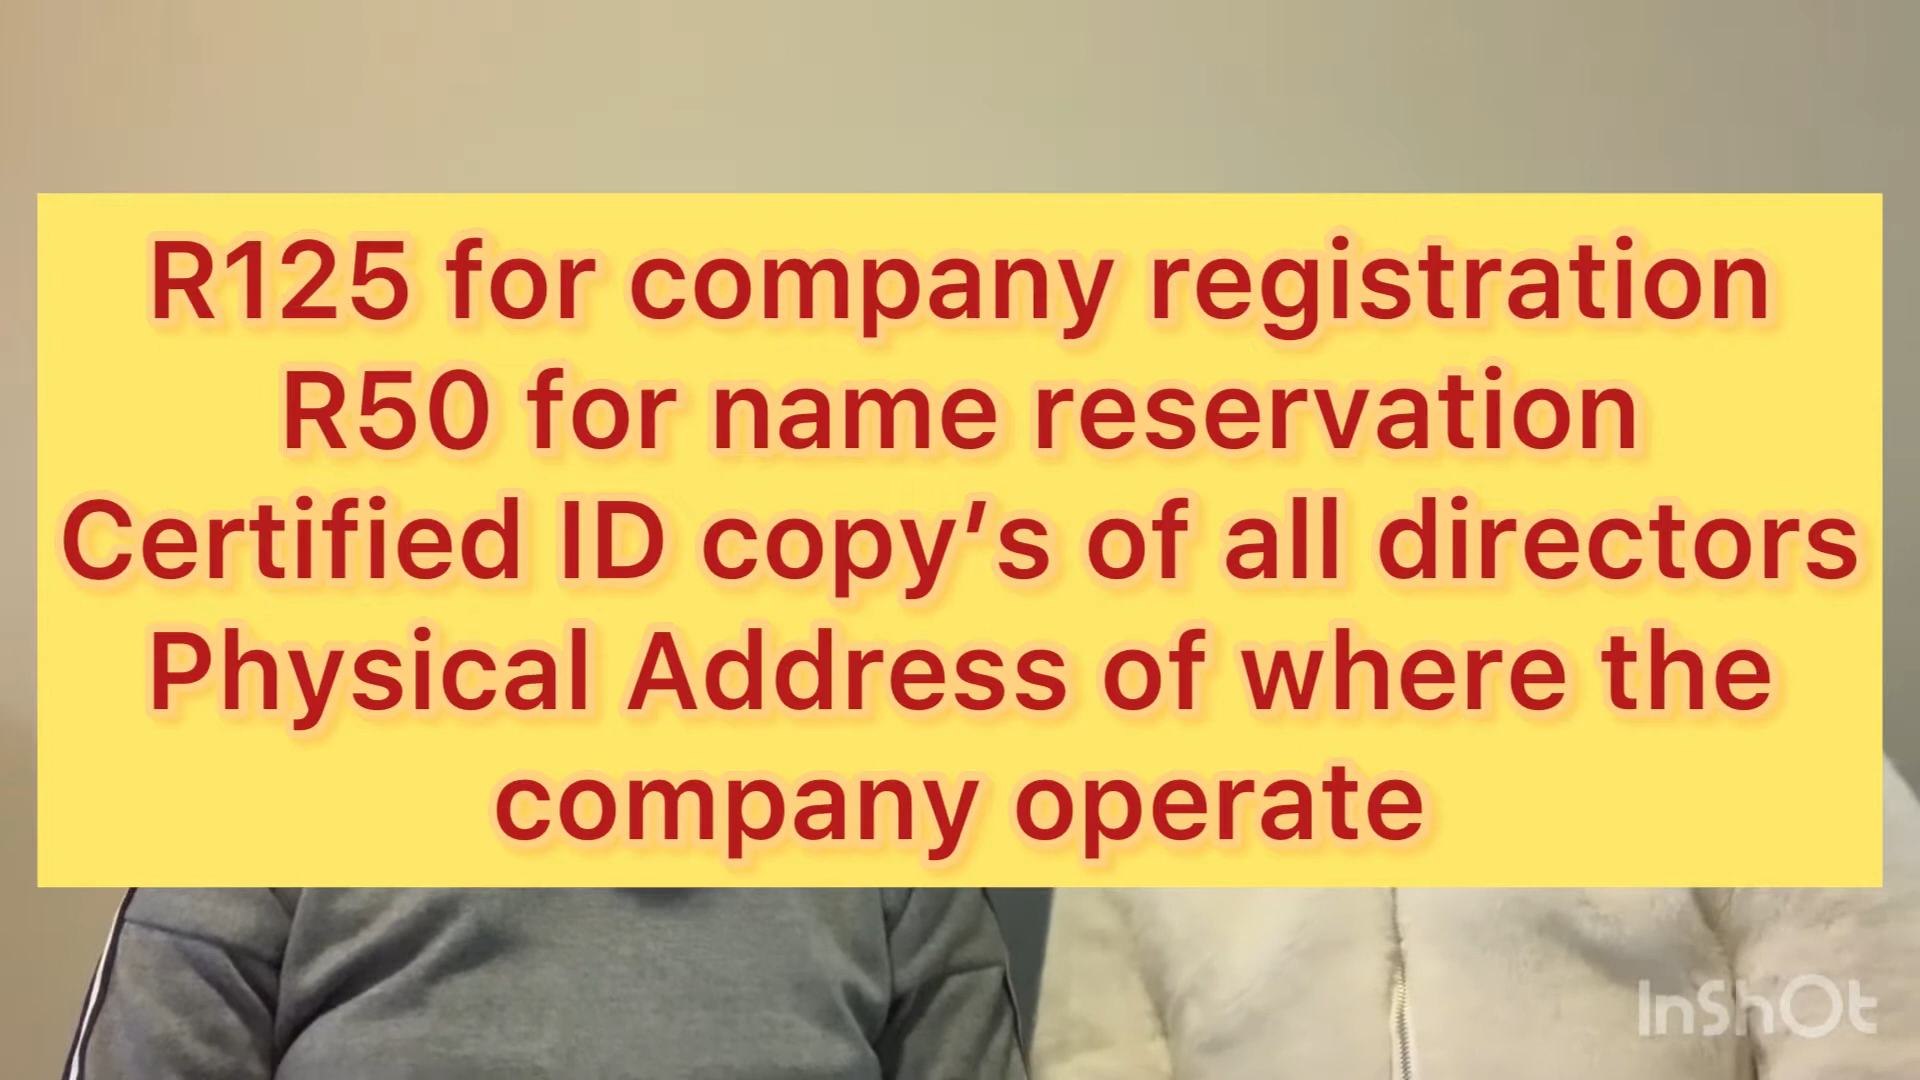 R125 for company registration
R50 for name reservation
Certified ID copy’s of all directors
Physical Address of where the
company operate
InShOt